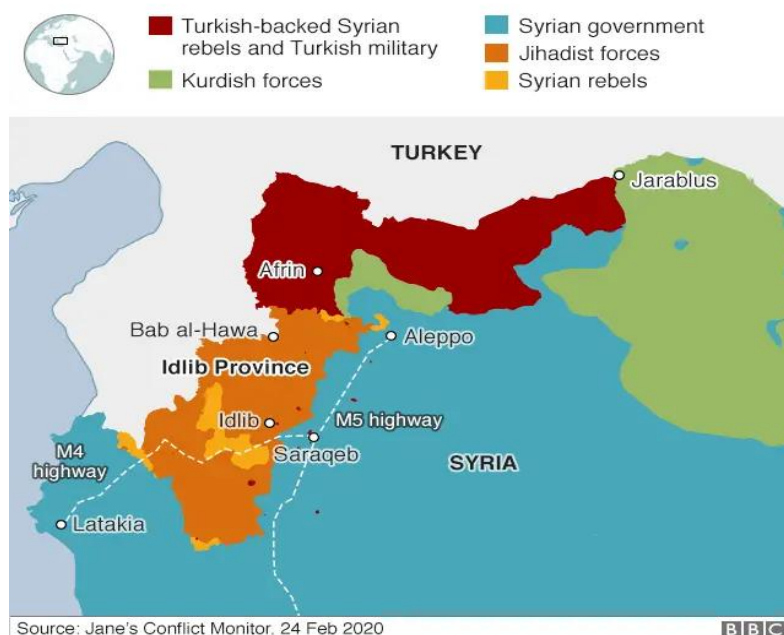 Turkish-backed Syrian
rebels and Turkish military
Kurdish forces
Syrian government
Jihadist forces
Syrian rebels
TURKEY
Jarablus
Afrin
Bab al-Hawa
Aleppo
Idlib Province
Idlib
M5 highway
M4
highway
Saraqeb
SYRIA
Latakia
Source: Jane's Conflict Monitor, 24 Feb 2020
BBC